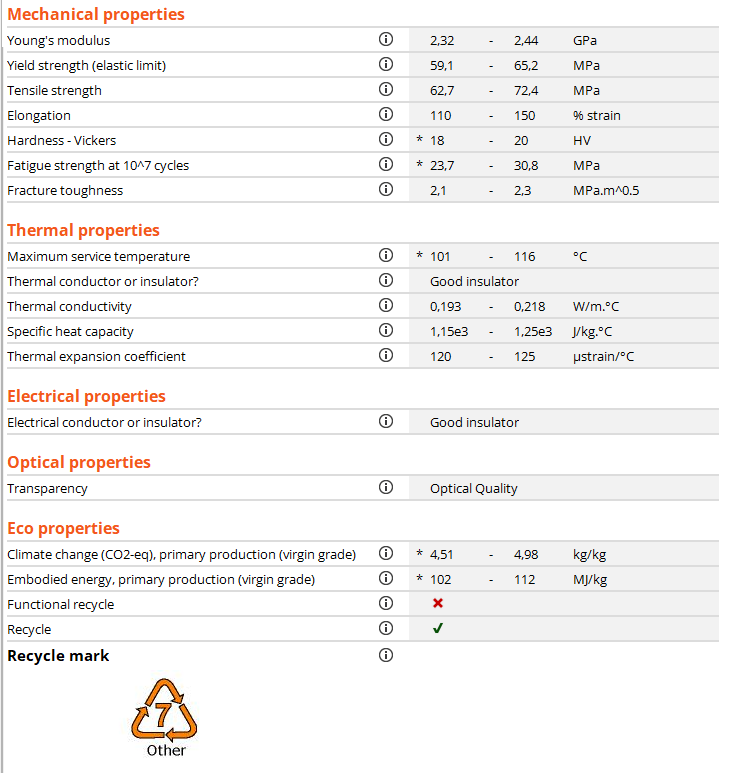 Mechanical properties
Young's modulus 2,32 - 2,44 GPa
Yield strength (elastic limit) 59,1 - 65,2 MPa
Tensile strength 62,7 - 72,4 MPa
Elongation 110 - 150 % strain
Hardness - Vickers * 18 - 20 HV
Fatigue strength at 10^7 cycles * 23,7 - 30,8 MPa
Fracture toughness 2,1 - 2,3 MPa.m^0.5
Thermal properties
Maximum service temperature * 101 - 116 °C
Thermal conductor or insulator? Good insulator
Thermal conductivity 0,193 - 0,218 W/m.°C
Specific heat capacity 1,15e3 - 1,25e3 J/kg.°C
Thermal expansion coefficient 120 - 125 µstrain/°C
Electrical properties
Electrical conductor or insulator? Good insulator
Optical properties
Transparency Optical Quality
Eco properties
Climate change (CO2-eq), primary production (virgin grade) * 4,51 - 4,98 kg/kg
Embodied energy, primary production (virgin grade) * 102 - 112 MJ/kg
Functional recycle
Recycle
Recycle mark
7
Other